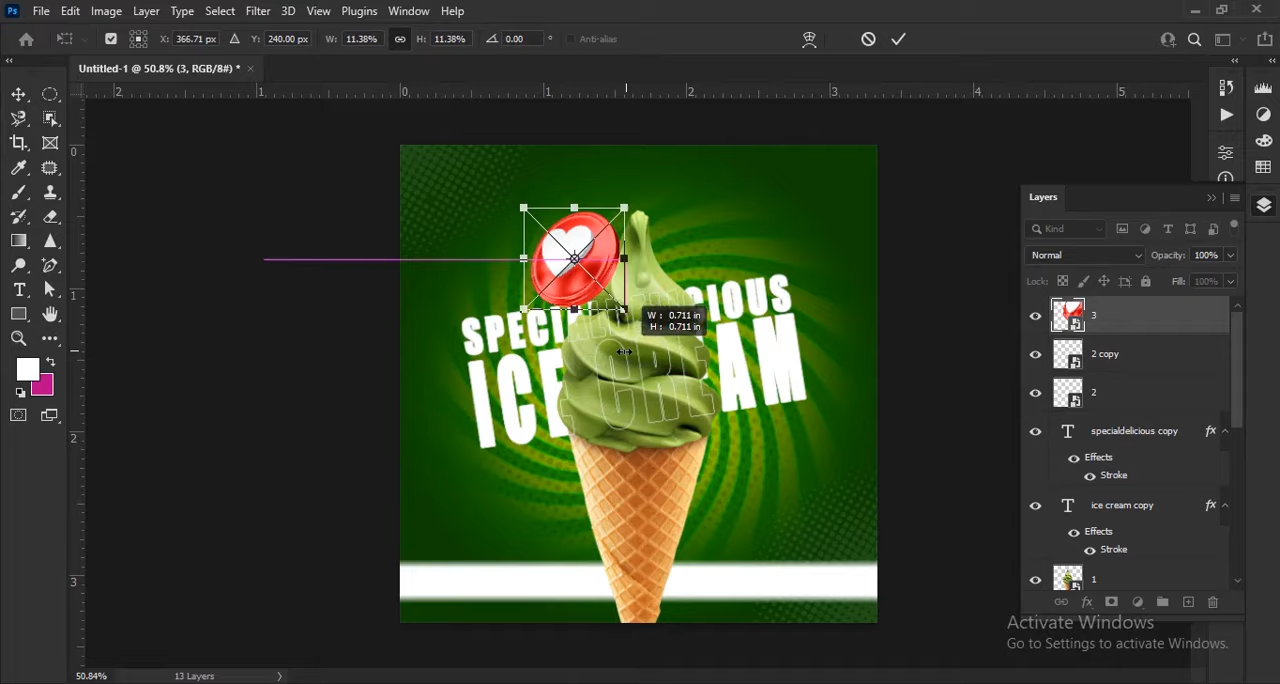 Ps File Edit Image Layer Type Select Filter 3D View Plugins Window Help
X: 366.71 px Y: 240.00 px W: 11.38% H: 11.38% 0.00 ° Anti-alias
Untitled-1 @ 50.8% (3, RGB/8#) * ×
2 1 0 1 2 3 4 5
0
1
2
3
SPECIA ICIOUS
ICE CREAM
W : 0.711 in
H : 0.711 in
Layers
Kind
Normal Opacity: 100%
Lock: Fill: 100%
3
2 copy
2
T specialdelicious copy fx
Effects
Stroke
T ice cream copy fx
Effects
Stroke
1
fx
Activate Windows
Go to Settings to activate Windows.
50.84% 13 Layers